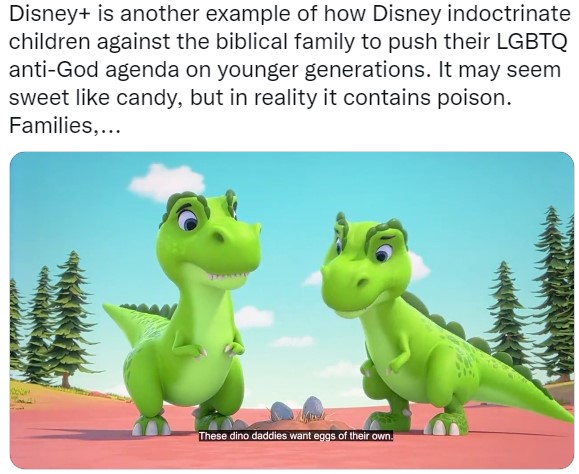 Disney+ is another example of how Disney indoctrinate
children against the biblical family to push their LGBTQ
anti-God agenda on younger generations. It may seem
sweet like candy, but in reality it contains poison.
Families,...
These dino daddies want eggs of their own.